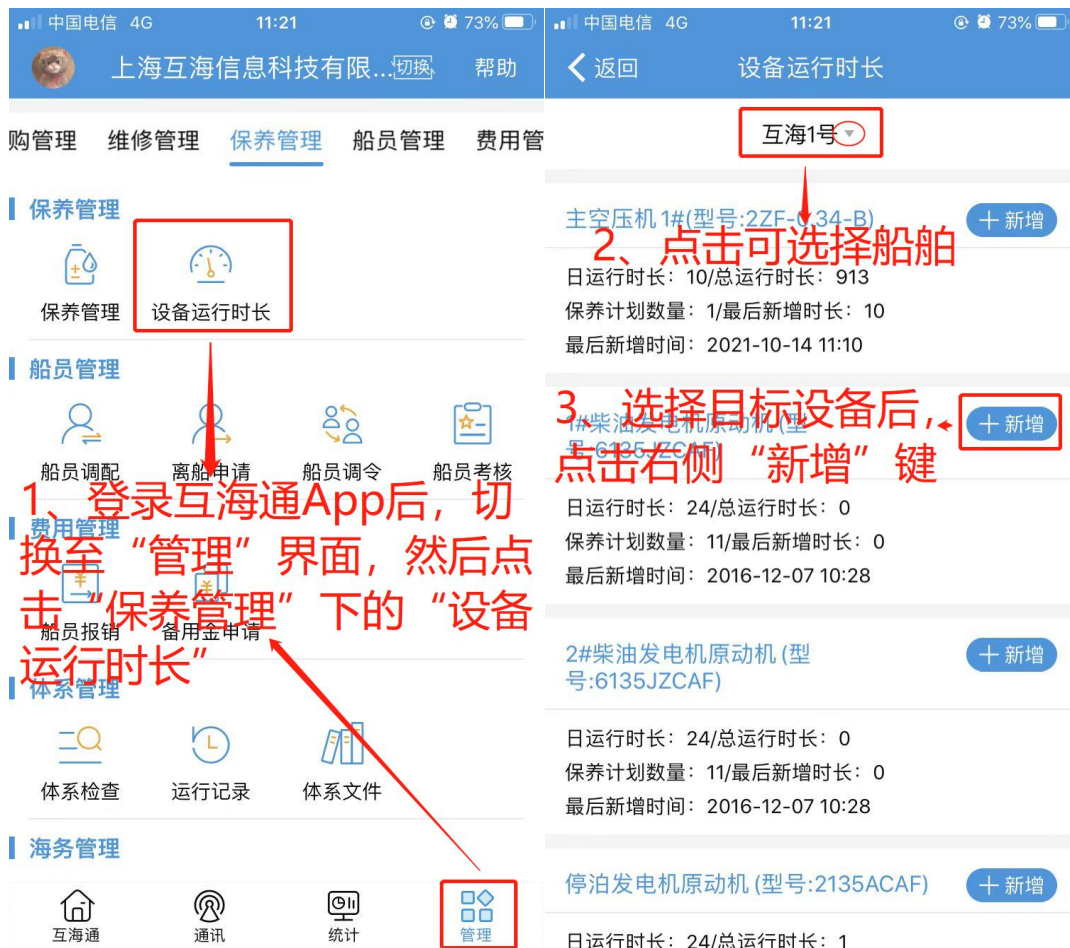 中国电信 4G 11:21 73%
上海互海信息科技有限...切换 帮助
购管理 维修管理 保养管理 船员管理 费用管
保养管理
保养管理 设备运行时长
船员管理
船员调配 离船申请 船员调令 船员考核
1、登录互海通App后，切
换至“管理”界面，然后点
击“保养管理”下的“设备
运行时长”
费用管理
船员报销 备用金申请
体系管理
体系检查 运行记录 体系文件
海务管理
互海通 通讯 统计 管理
中国电信 4G 11:21 73%
返回 设备运行时长
互海1号
主空压机1#(型号:2ZF-0.34-B) 新增
2、点击可选择船舶
日运行时长：10/总运行时长：913
保养计划数量：1/最后新增时长：10
最后新增时间：2021-10-14 11:10
3、选择目标设备后，
点击右侧“新增”键
1#柴油发电机原动机(型 新增
号:6135JZCAF)
日运行时长：24/总运行时长：0
保养计划数量：11/最后新增时长：0
最后新增时间：2016-12-07 10:28
2#柴油发电机原动机(型 新增
号:6135JZCAF)
日运行时长：24/总运行时长：0
保养计划数量：11/最后新增时长：0
最后新增时间：2016-12-07 10:28
停泊发电机原动机(型号:2135ACAF) 新增
日运行时长：24/总运行时长：1